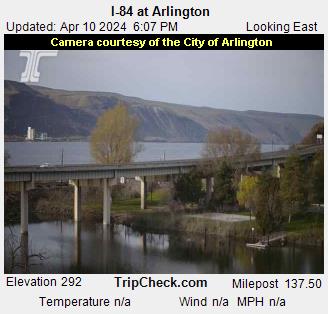 I-84 at Arlington
Updated: Apr 10 2024 6:07 PM Looking East
Camera courtesy of the City of Arlington
Elevation 292 TripCheck.com Milepost 137.50
Temperature n/a Wind n/a MPH n/a